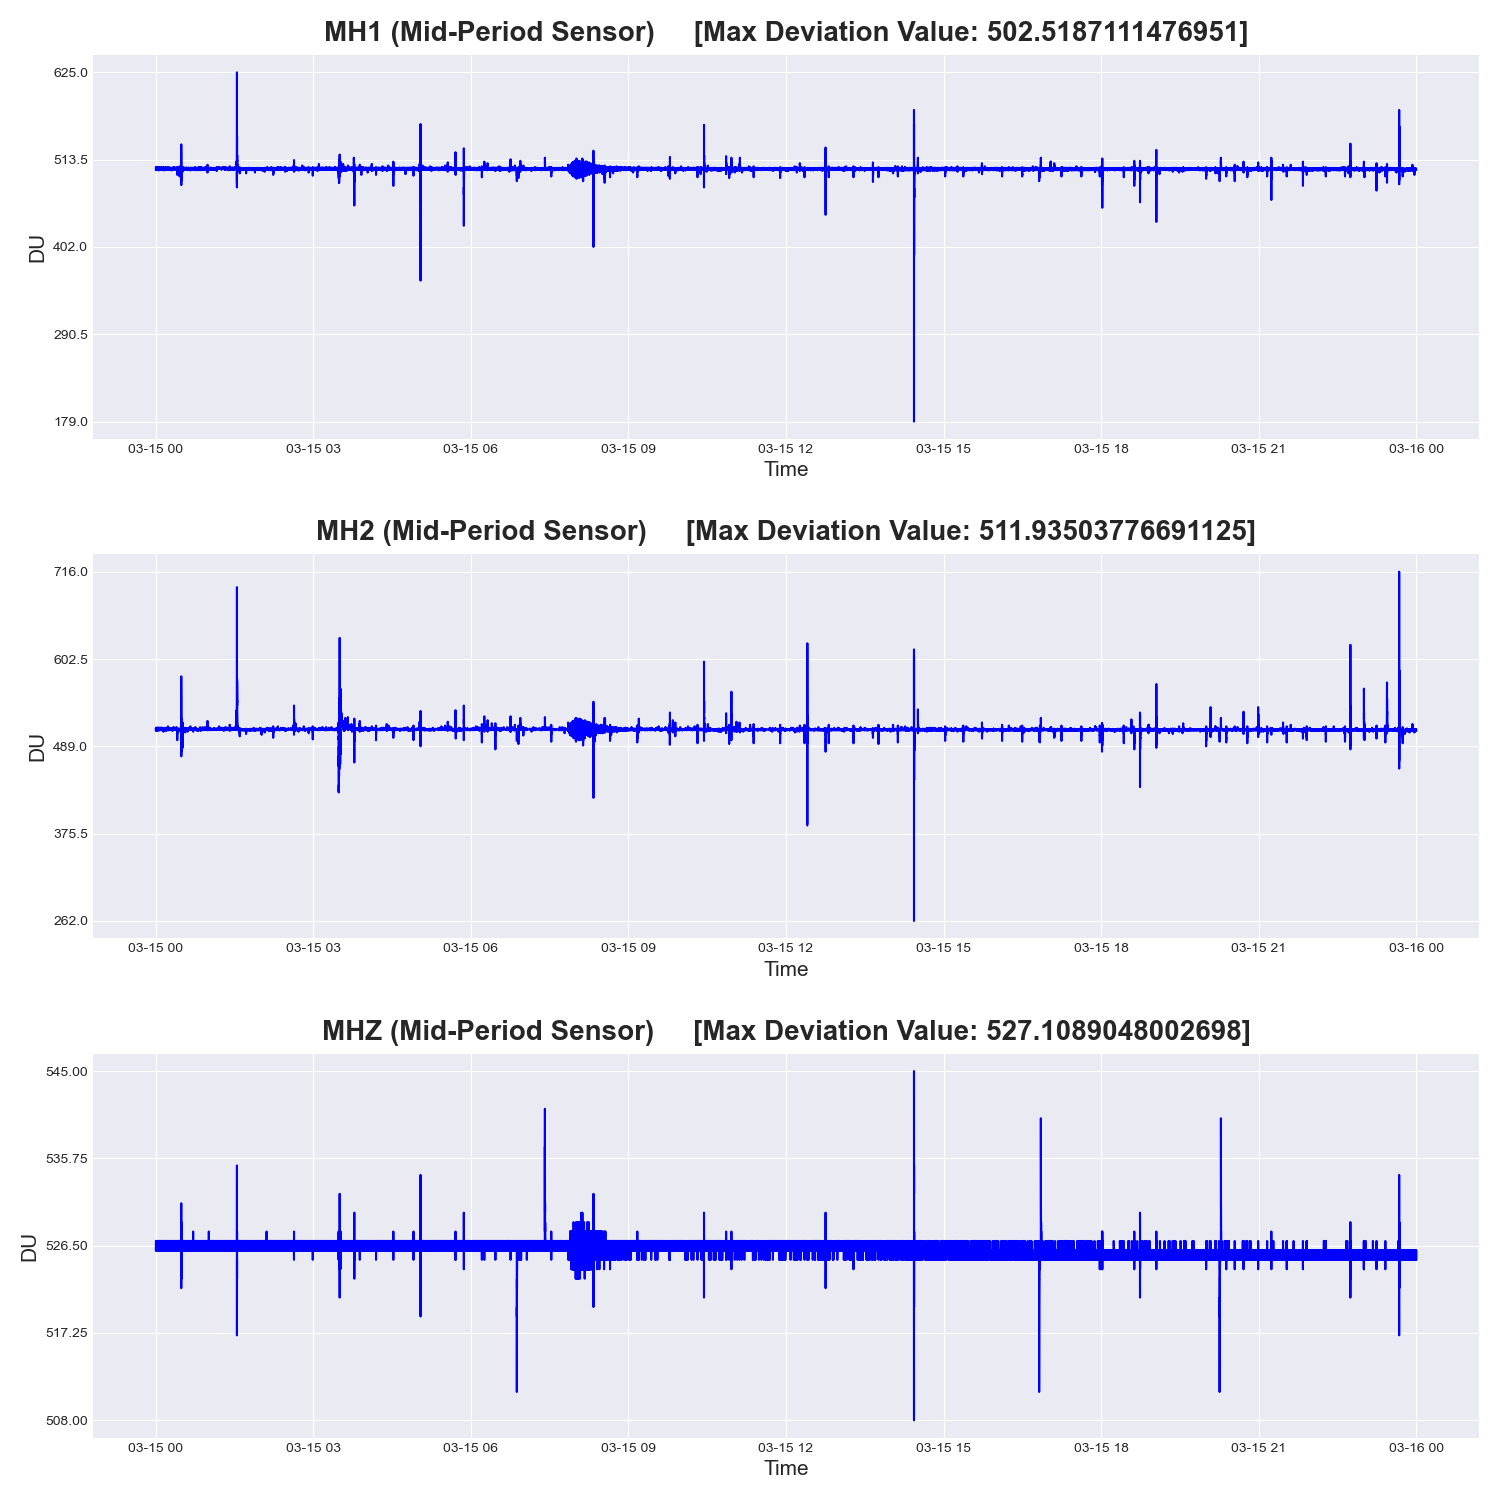 MH1 (Mid-Period Sensor) [Max Deviation Value: 502.5187111476951]
625.0
513.5
402.0
290.5
179.0
DU
03-15 00 03-15 03 03-15 06 03-15 09 03-15 12 03-15 15 03-15 18 03-15 21 03-16 00
Time
MH2 (Mid-Period Sensor) [Max Deviation Value: 511.93503776691125]
716.0
602.5
489.0
375.5
262.0
DU
03-15 00 03-15 03 03-15 06 03-15 09 03-15 12 03-15 15 03-15 18 03-15 21 03-16 00
Time
MHZ (Mid-Period Sensor) [Max Deviation Value: 527.1089048002698]
545.00
535.75
526.50
517.25
508.00
DU
03-15 00 03-15 03 03-15 06 03-15 09 03-15 12 03-15 15 03-15 18 03-15 21 03-16 00
Time